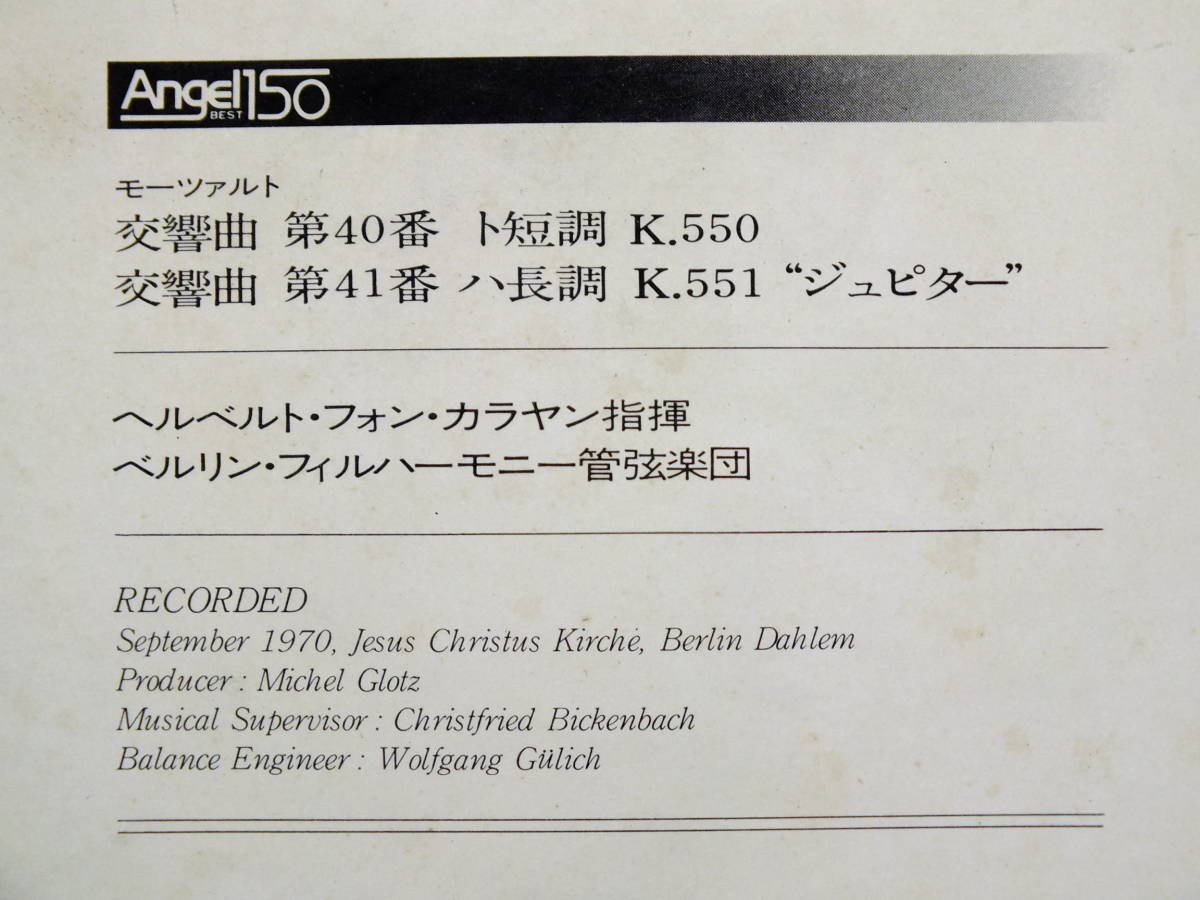 Angel BEST 150
モーツァルト
交響曲 第40番 ト短調 K.550
交響曲 第41番 ハ長調 K.551 “ジュピター”
ヘルベルト・フォン・カラヤン指揮
ベルリン・フィルハーモニー管弦楽団
RECORDED
September 1970, Jesus Christus Kirche, Berlin Dahlem
Producer : Michel Glotz
Musical Supervisor : Christfried Bickenbach
Balance Engineer : Wolfgang Gülich